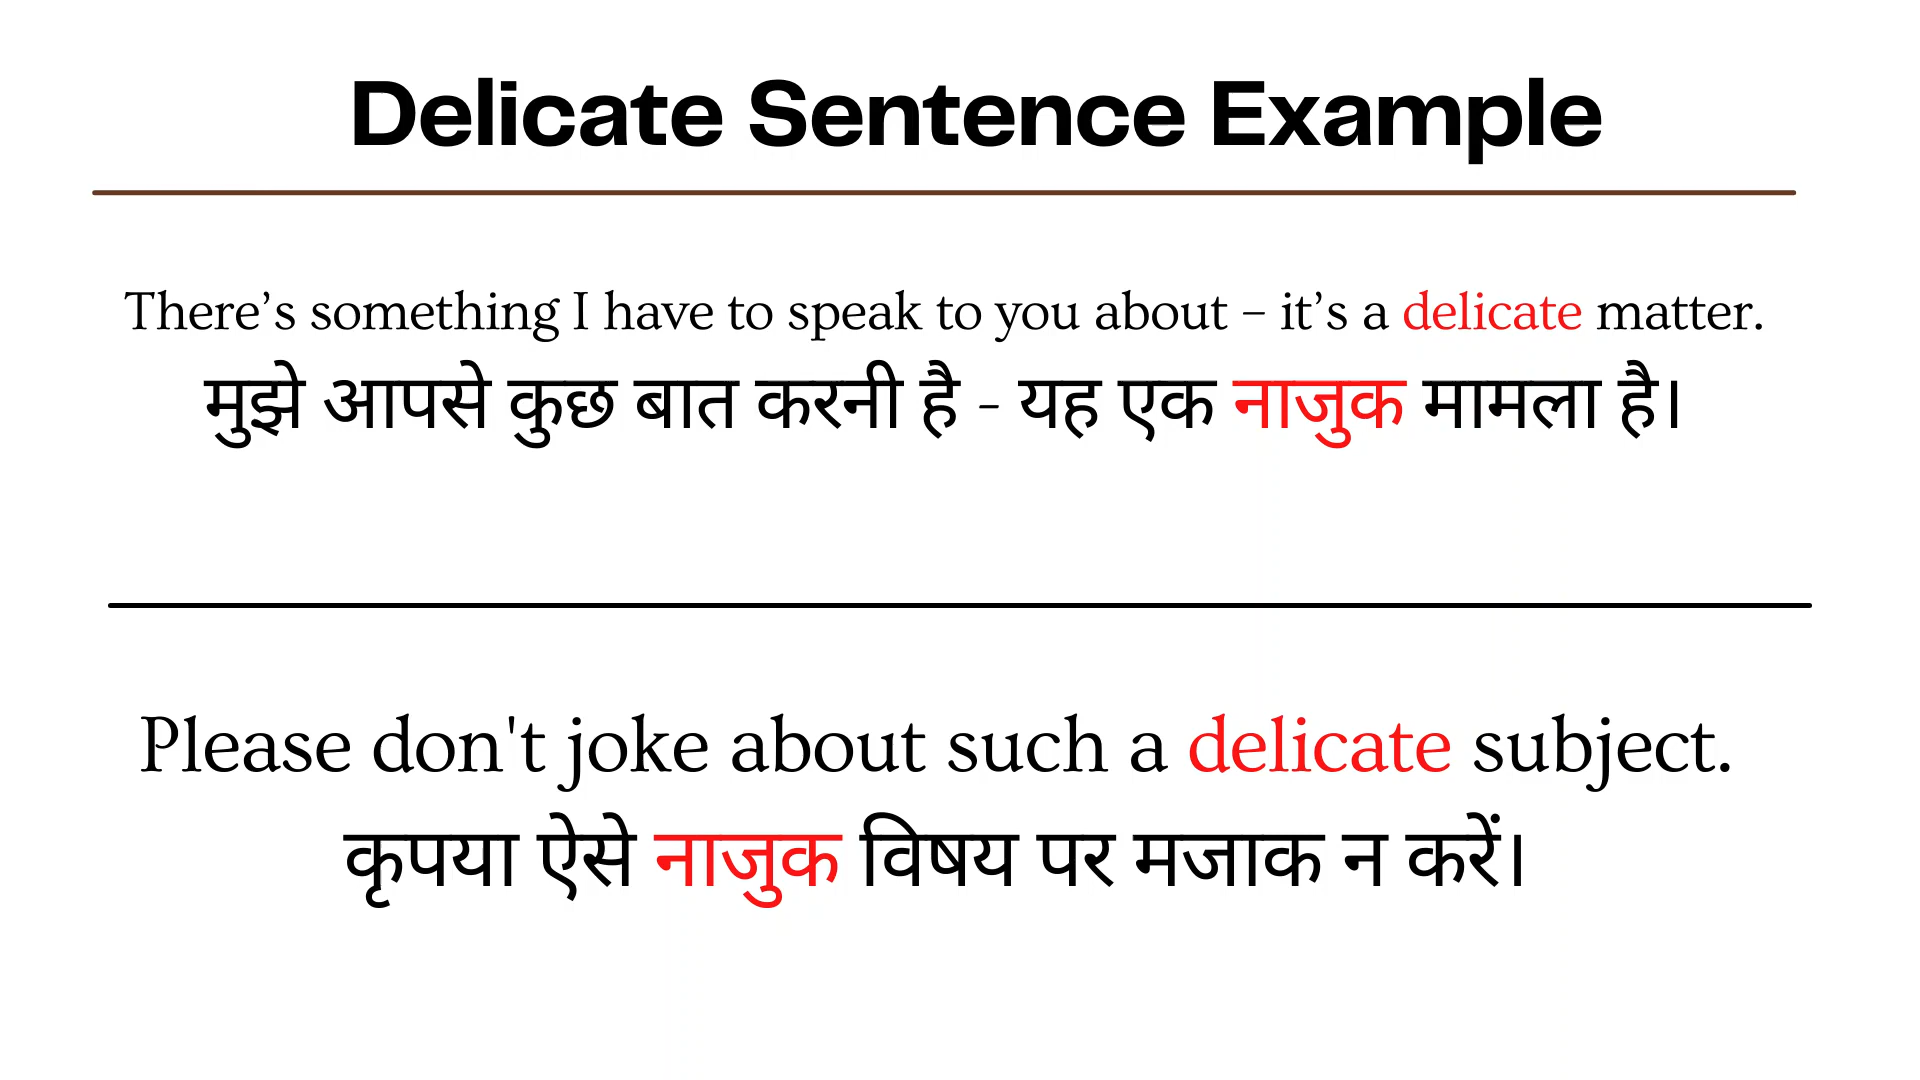 Delicate Sentence Example
There’s something I have to speak to you about – it’s a delicate matter.
मुझे आपसे कुछ बात करनी है - यह एक नाजुक मामला है।
Please don't joke about such a delicate subject.
कृपया ऐसे नाजुक विषय पर मजाक न करें।